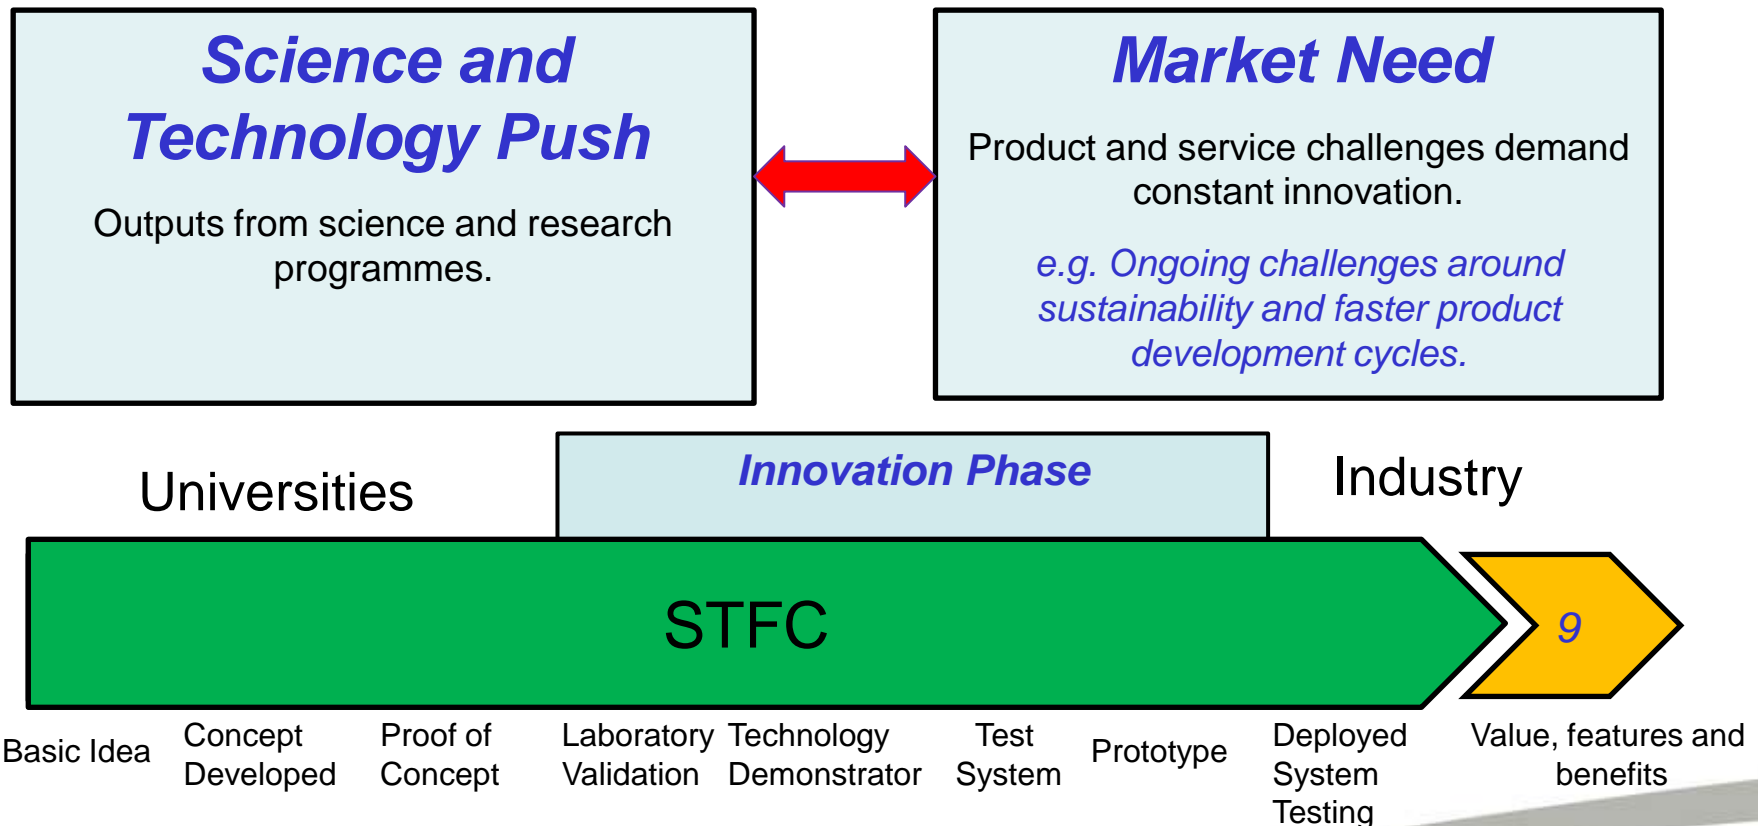 Science and
Technology Push
Outputs from science and research
programmes.
Market Need
Product and service challenges demand
constant innovation.
e.g. Ongoing challenges around
sustainability and faster product
development cycles.
Universities
Innovation Phase
Industry
STFC
9
Basic Idea
Concept
Developed
Proof of
Concept
Laboratory
Validation
Technology
Demonstrator
Test
System
Prototype
Deployed
System
Testing
Value, features and
benefits